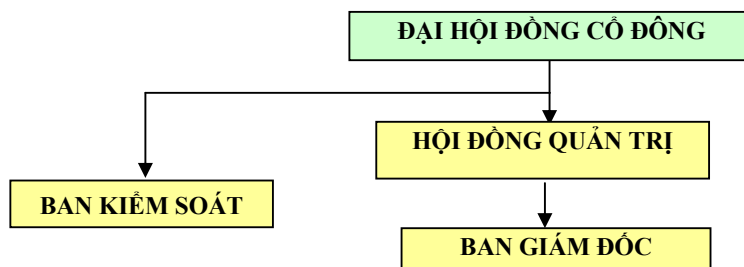 ĐẠI HỘI ĐỒNG CỔ ĐÔNG
HỘI ĐỒNG QUẢN TRỊ
BAN KIỂM SOÁT
BAN GIÁM ĐỐC